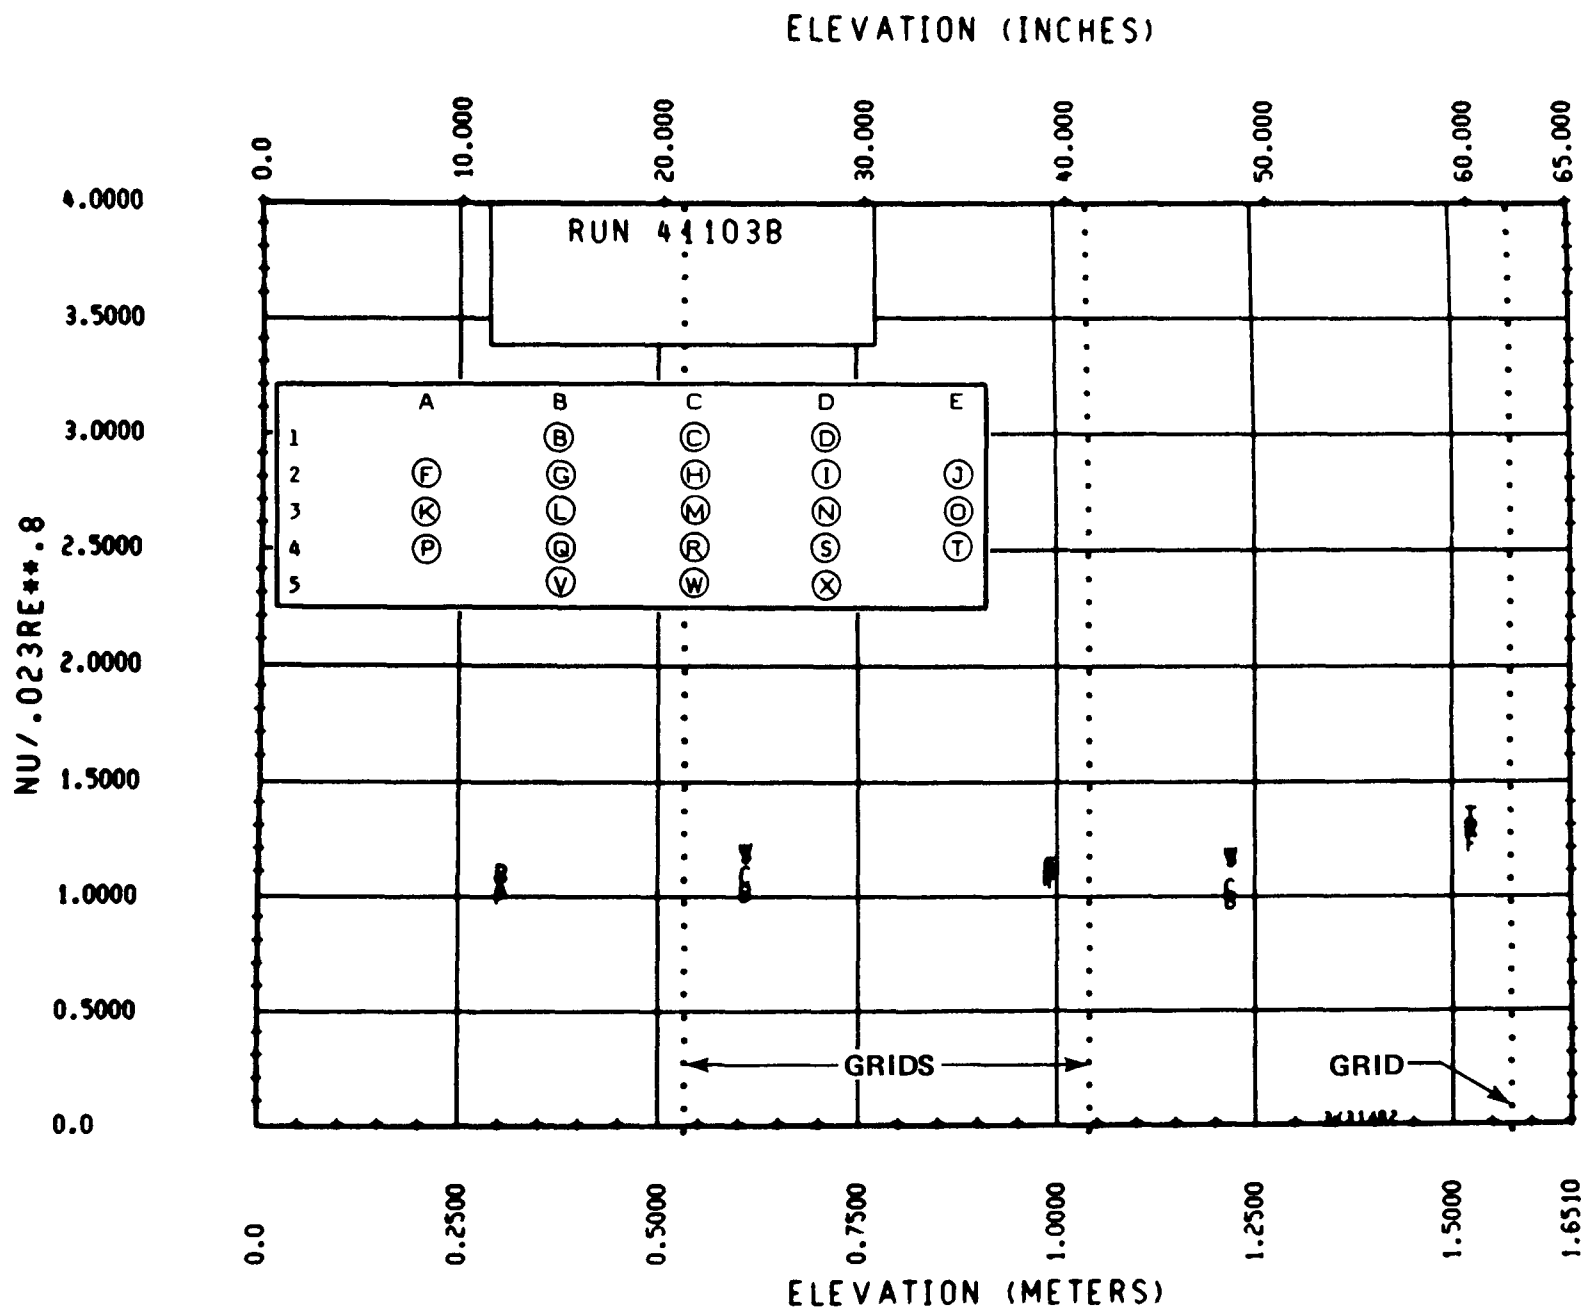 ELEVATION (INCHES)
0.0 10.000 20.000 30.000 40.000 50.000 60.000 65.000
4.0000
RUN 41103B
3.5000
A B C D E
3.0000
1 B C D
2 F G H I J
3 K L M N O
2.5000
4 P Q R S T
5 V W X
NU/.023RE**.8
2.0000
1.5000
1.0000
0.5000
GRIDS
GRID
0.0
0.0 0.2500 0.5000 0.7500 1.0000 1.2500 1.5000 1.6510
ELEVATION (METERS)